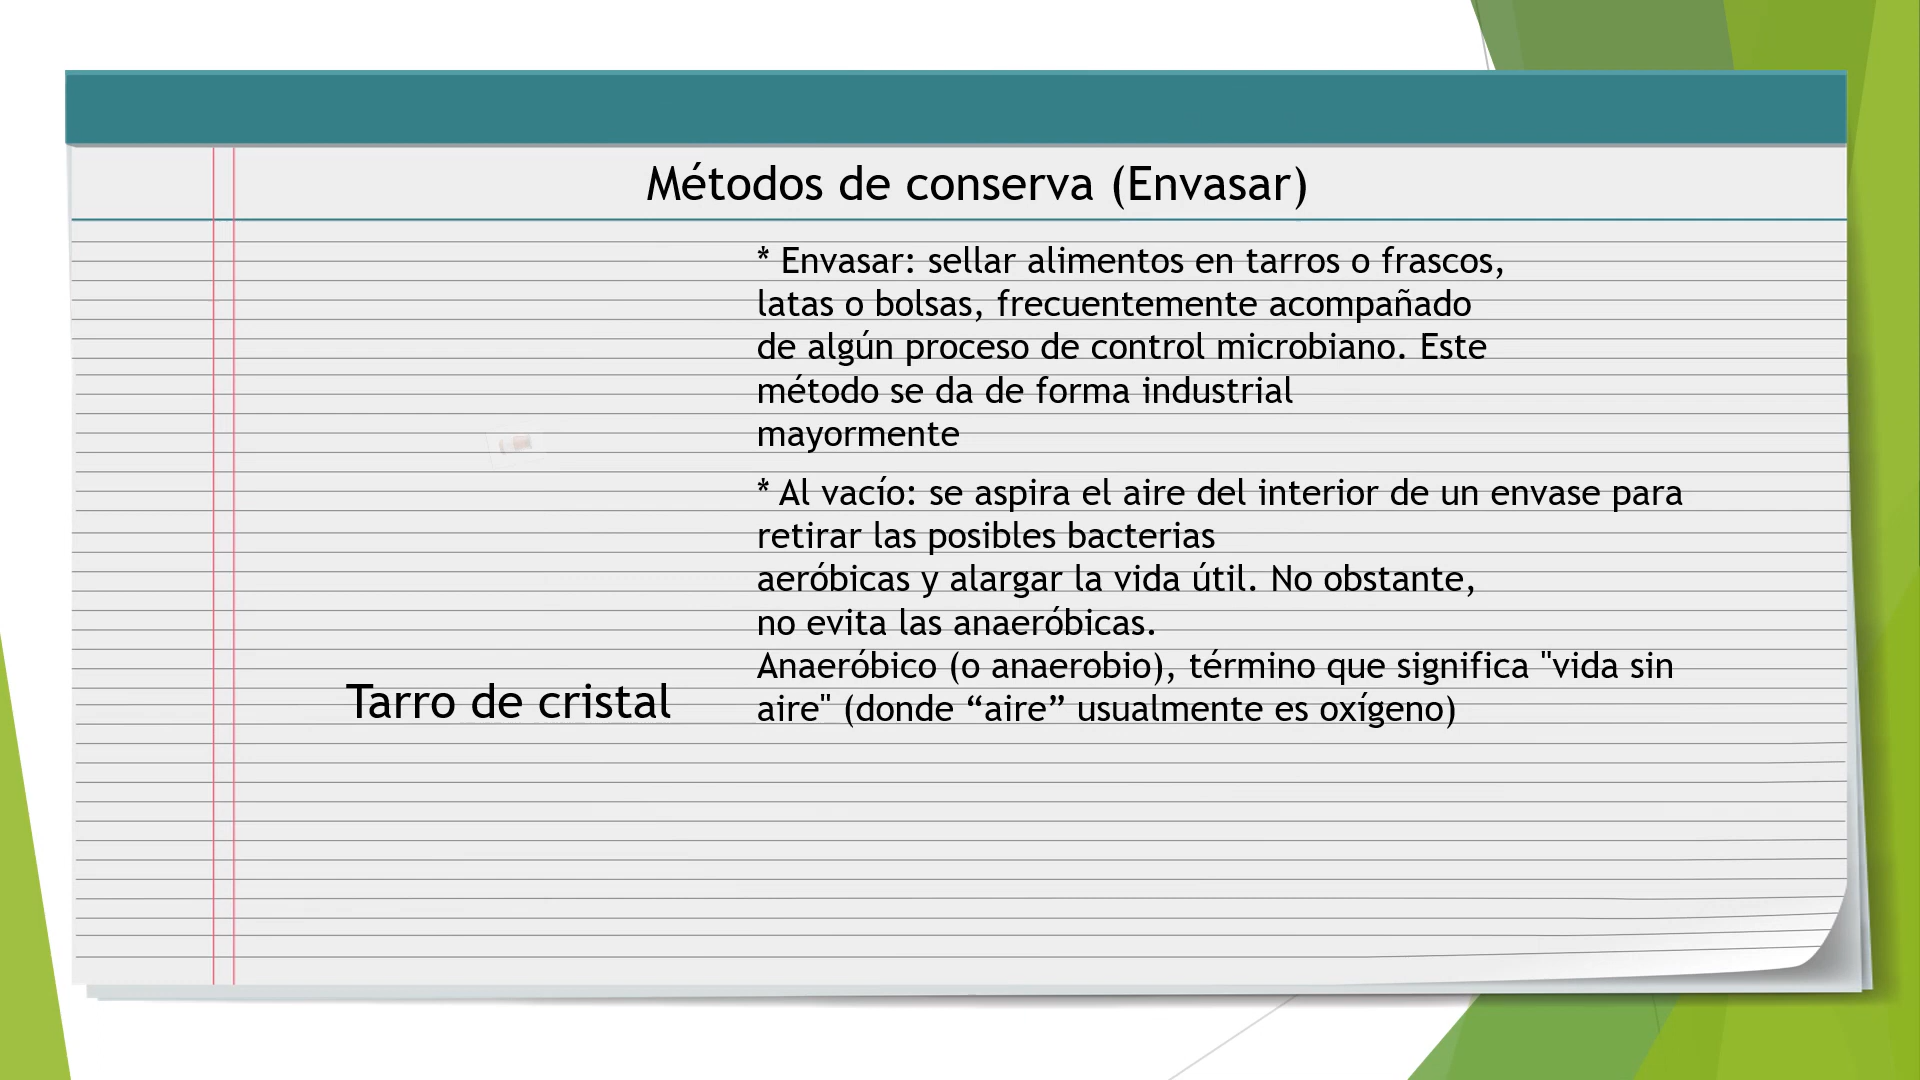 Métodos de conserva (Envasar)
* Envasar: sellar alimentos en tarros o frascos,
latas o bolsas, frecuentemente acompañado
de algún proceso de control microbiano. Este
método se da de forma industrial
mayormente
* Al vacío: se aspira el aire del interior de un envase para
retirar las posibles bacterias
aeróbicas y alargar la vida útil. No obstante,
no evita las anaeróbicas.
Anaeróbico (o anaerobio), término que significa "vida sin
aire" (donde “aire” usualmente es oxígeno)
Tarro de cristal